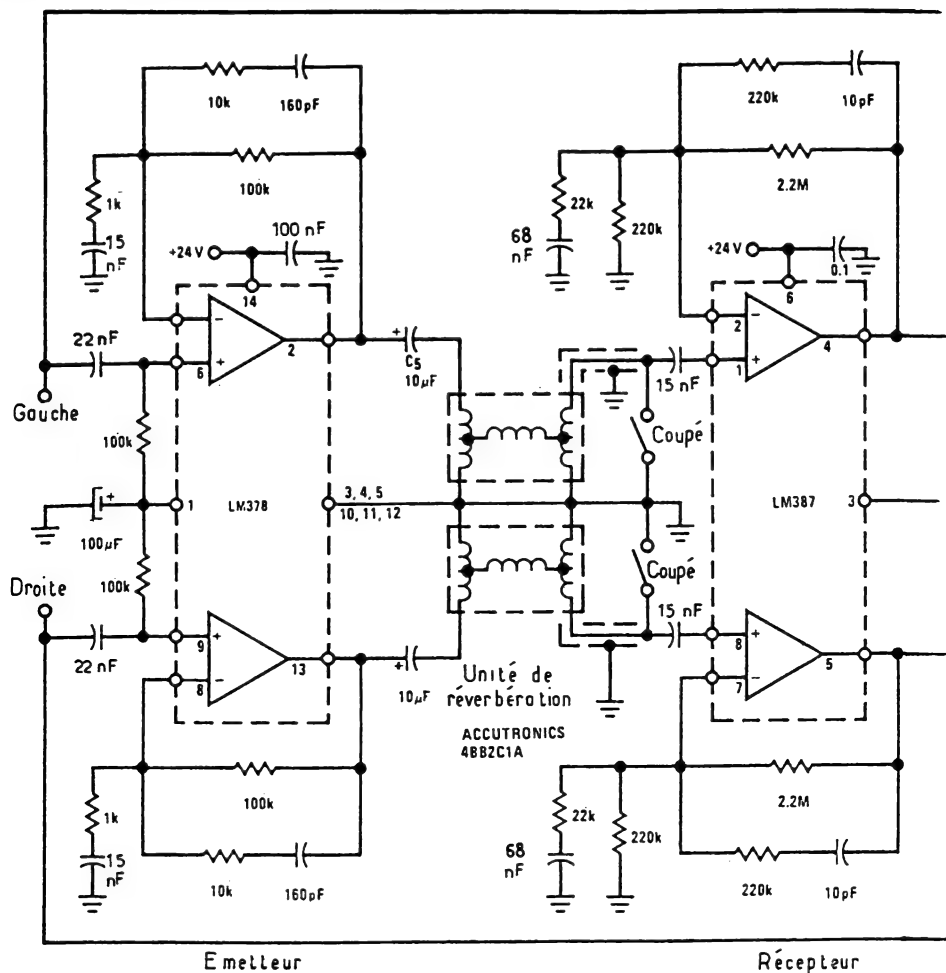 10k
160pF
220k
10pF
100k
2.2M
1k
15
nF
100 nF
+24V
14
22k
68
nF
220k
+24V
6
0.1
22 nF
−
+
6
2
+
C5
10µF
15 nF
−
2
+
1
4
Gauche
100k
Coupé
1
LM378
3, 4, 5
10, 11, 12
LM387
3
+
100µF
100k
Droite
Coupé
15 nF
22 nF
+
9
8
−
13
+
10µF
Unité de
réverbération
ACCUTRONICS
4BB2C1A
+
8
7
−
5
1k
15
nF
100k
10k
160pF
22k
68
nF
220k
2.2M
220k
10pF
Emetteur
Récepteur